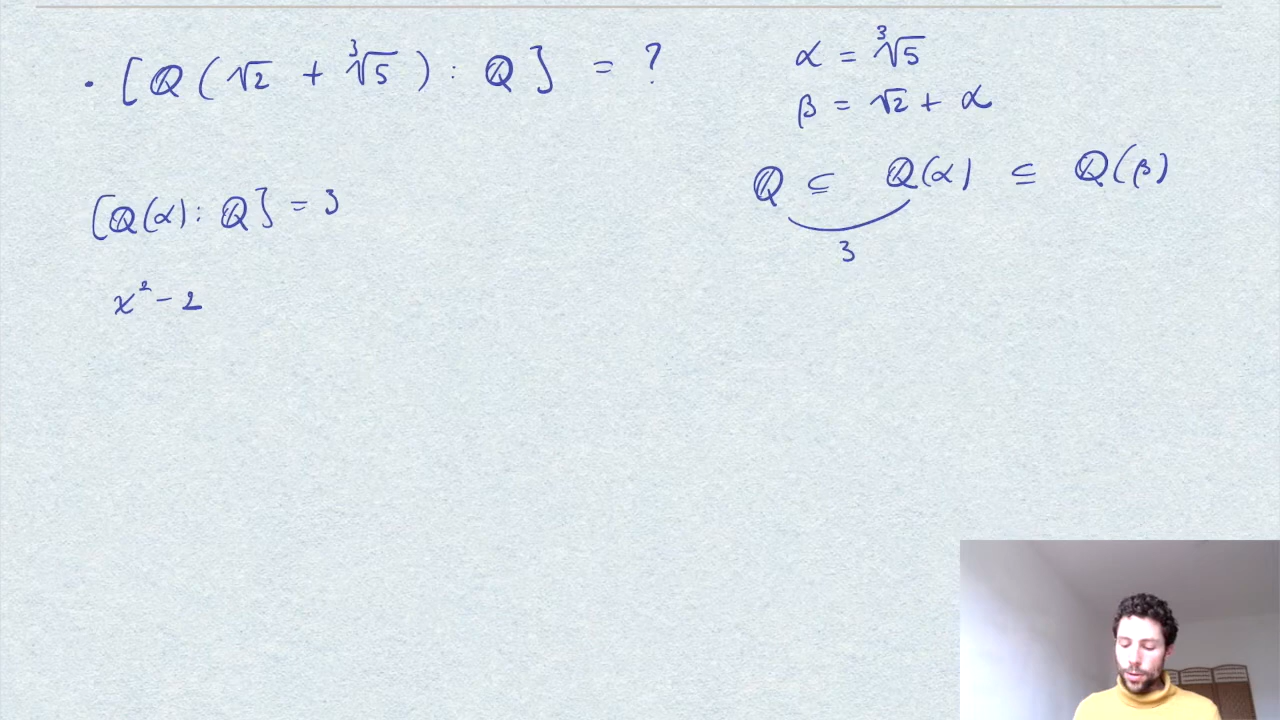 · [ℚ(√2 + ∛5) : ℚ] = ?
α = ∛5
β = √2 + α
ℚ ⊆ ℚ(α) ⊆ ℚ(β)
3
[ℚ(α) : ℚ] = 3
x² - 2